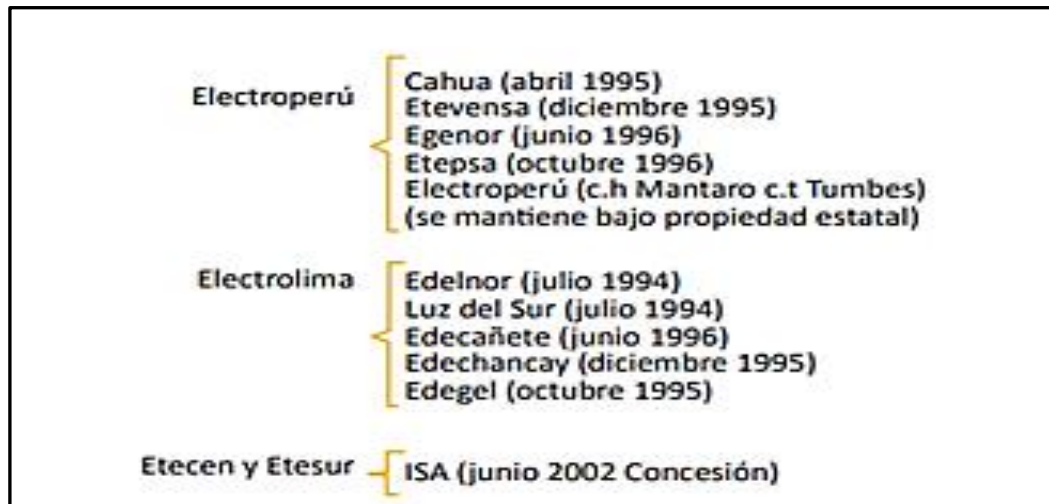 Electroperú
Cahua (abril 1995)
Etevensa (diciembre 1995)
Egenor (junio 1996)
Etepsa (octubre 1996)
Electroperú (c.h Mantaro c.t Tumbes)
(se mantiene bajo propiedad estatal)
Electrolima
Edelnor (julio 1994)
Luz del Sur (julio 1994)
Edecañete (junio 1996)
Edechancay (diciembre 1995)
Edegel (octubre 1995)
Etecen y Etesur
ISA (junio 2002 Concesión)